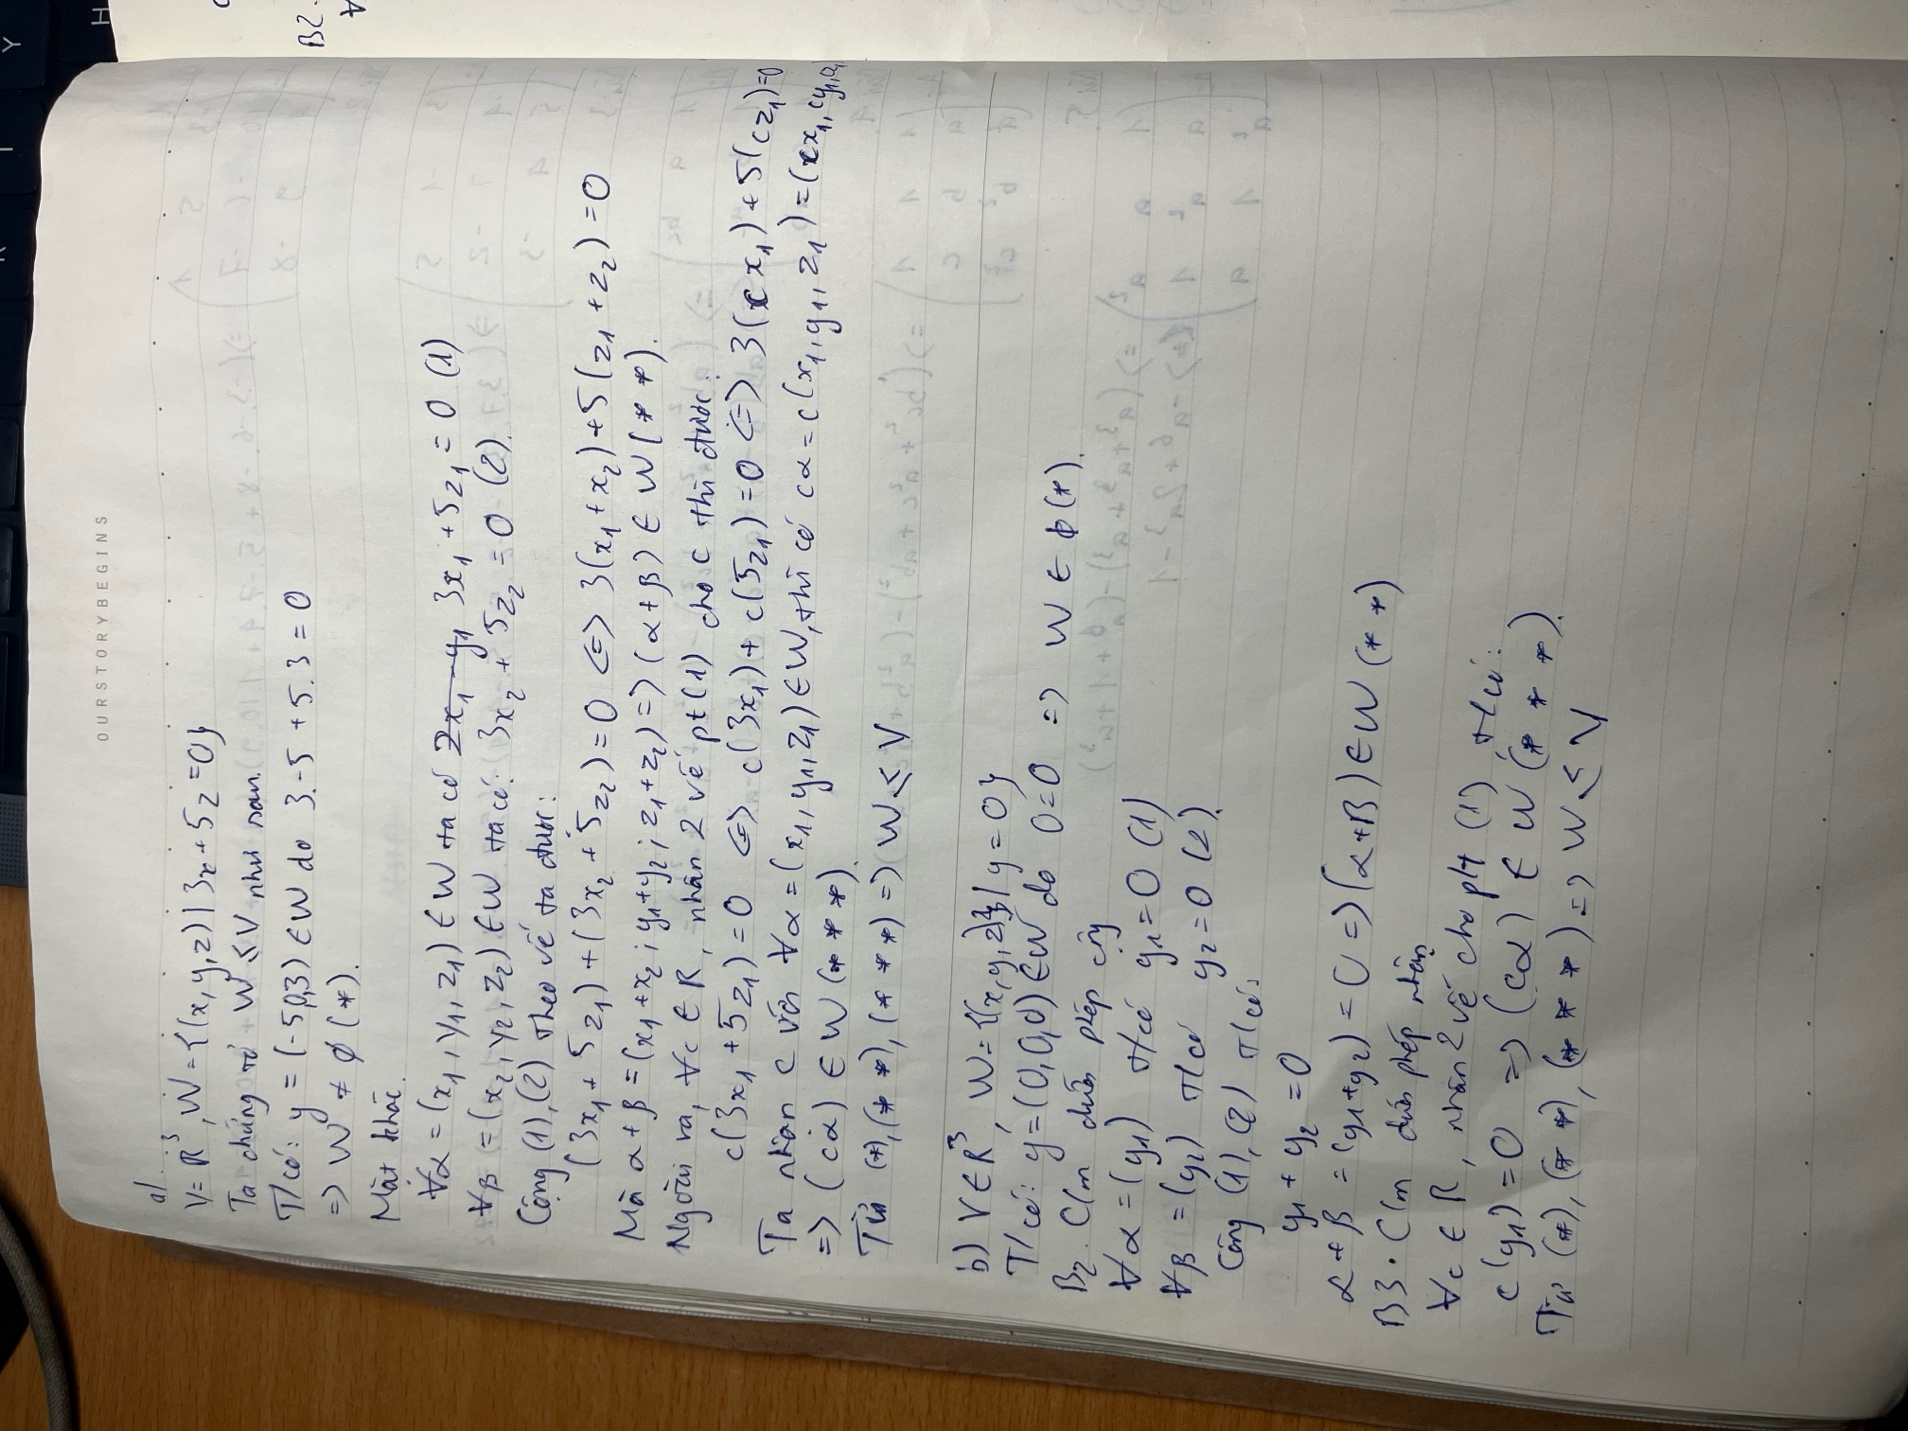 OURSTORYBEGINS
a/
V = R³, W = {(x, y, z) | 3x + 5z = 0}
Ta chứng tỏ W ≤ V như sau.
T/có: y = (-5,0,3) ∈ W do 3.-5 + 5.3 = 0
=> W ≠ ∅ (*).
Mặt khác.
∀α = (x₁, y₁, z₁) ∈ W ta có 3x₁ + 5z₁ = 0 (1)
∀β = (x₂, y₂, z₂) ∈ W ta có: 3x₂ + 5z₂ = 0 (2).
Cộng (1), (2) theo vế ta được:
(3x₁ + 5z₁) + (3x₂ + 5z₂) = 0 <=> 3(x₁ + x₂) + 5(z₁ + z₂) = 0
Mà α + β = (x₁+x₂; y₁+y₂; z₁+z₂) => (α + β) ∈ W (**).
Ngoài ra, ∀c ∈ R, nhân 2 vế pt (1) cho c thì được:
c(3x₁ + 5z₁) = 0 <=> c(3x₁) + c(5z₁) = 0 <=> 3(cx₁) + 5(cz₁) = 0
Ta nhân c với ∀α = (x₁, y₁, z₁) ∈ W, thì có cα = c(x₁, y₁, z₁) = (cx₁, cy₁,
=> (cα) ∈ W (***).
Từ (*), (**), (***) => W ≤ V
b) V ∈ R³, W = {(x, y, z) | y = 0}
T/có: y = (0, 0, 0) ∈ W do 0=0 => W ∈ ϕ (*).
B2. C/m dưới phép cộng
∀α = (y₁) t/có y₁ = 0 (1)
∀β = (y₂) t/có y₂ = 0 (2).
Cộng (1), (2) t/có:
y₁ + y₂ = 0
α + β = (y₁+y₂) = 0 => (α+β) ∈ W (**)
B3. C/m dưới phép nhân
∀c ∈ R, nhân 2 vế cho pt (1) t/có:
c(y₁) = 0 => (cα) ∈ W (***).
Từ (*), (**), (***) => W ≤ V
B2.